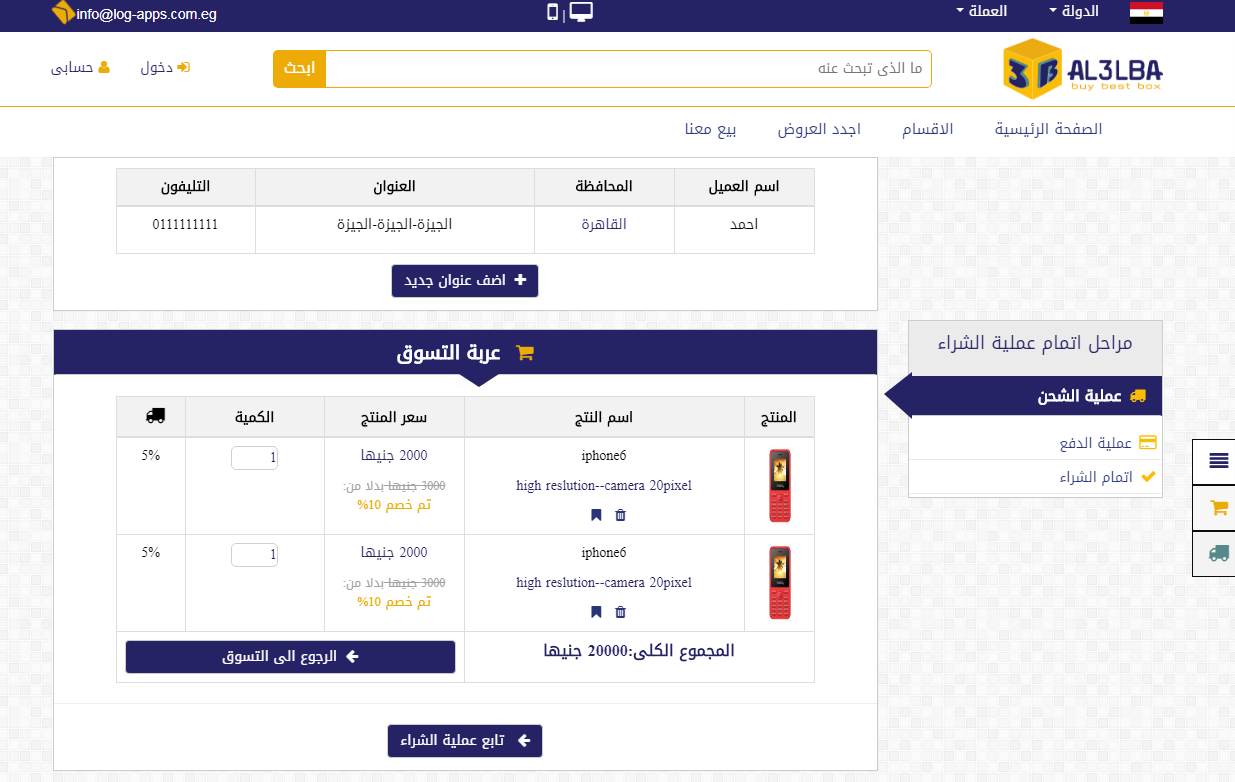 الدولة
العملة
|
info@log-apps.com.eg
AL3LBA
buy best box
ما الذى تبحث عنه
ابحث
دخول
حسابى
الصفحة الرئيسية
الاقسام
اجدد العروض
بيع معنا
اسم العميل
المحافظة
العنوان
التليفون
احمد
القاهرة
الجيزة-الجيزة-الجيزة
0111111111
اضف عنوان جديد
مراحل اتمام عملية الشراء
عملية الشحن
عملية الدفع
اتمام الشراء
عربة التسوق
المنتج
اسم النتج
سعر المنتج
الكمية
iphone6
high reslution--camera 20pixel
2000 جنيها
3000 جنيها بدلا من:
تم خصم 10%
1
5%
iphone6
high reslution--camera 20pixel
2000 جنيها
3000 جنيها بدلا من:
تم خصم 10%
1
5%
المجموع الكلى:20000 جنيها
الرجوع الى التسوق
تابع عملية الشراء